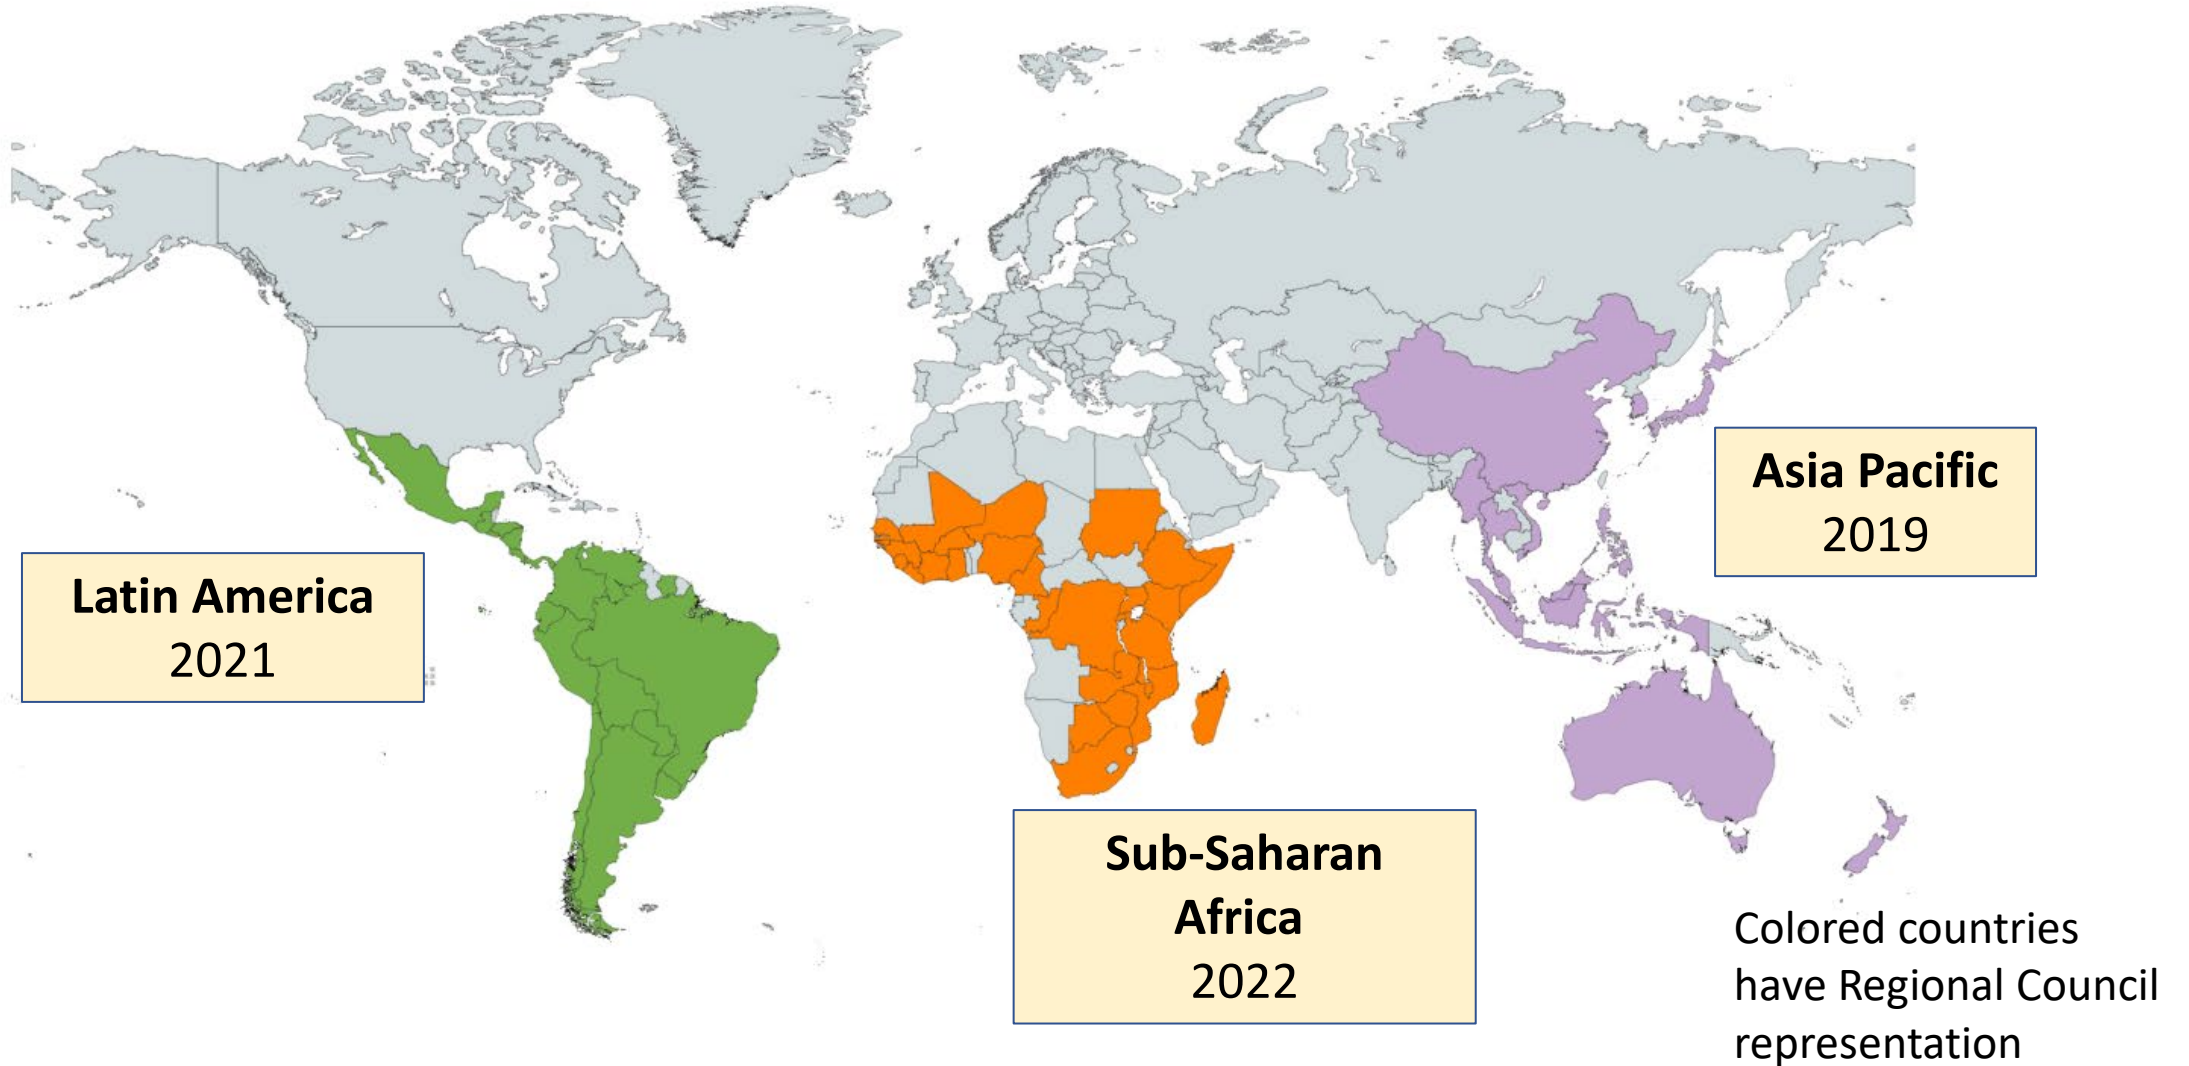 Latin America
2021
Asia Pacific
2019
Sub-Saharan
Africa
2022
Colored countries
have Regional Council
representation